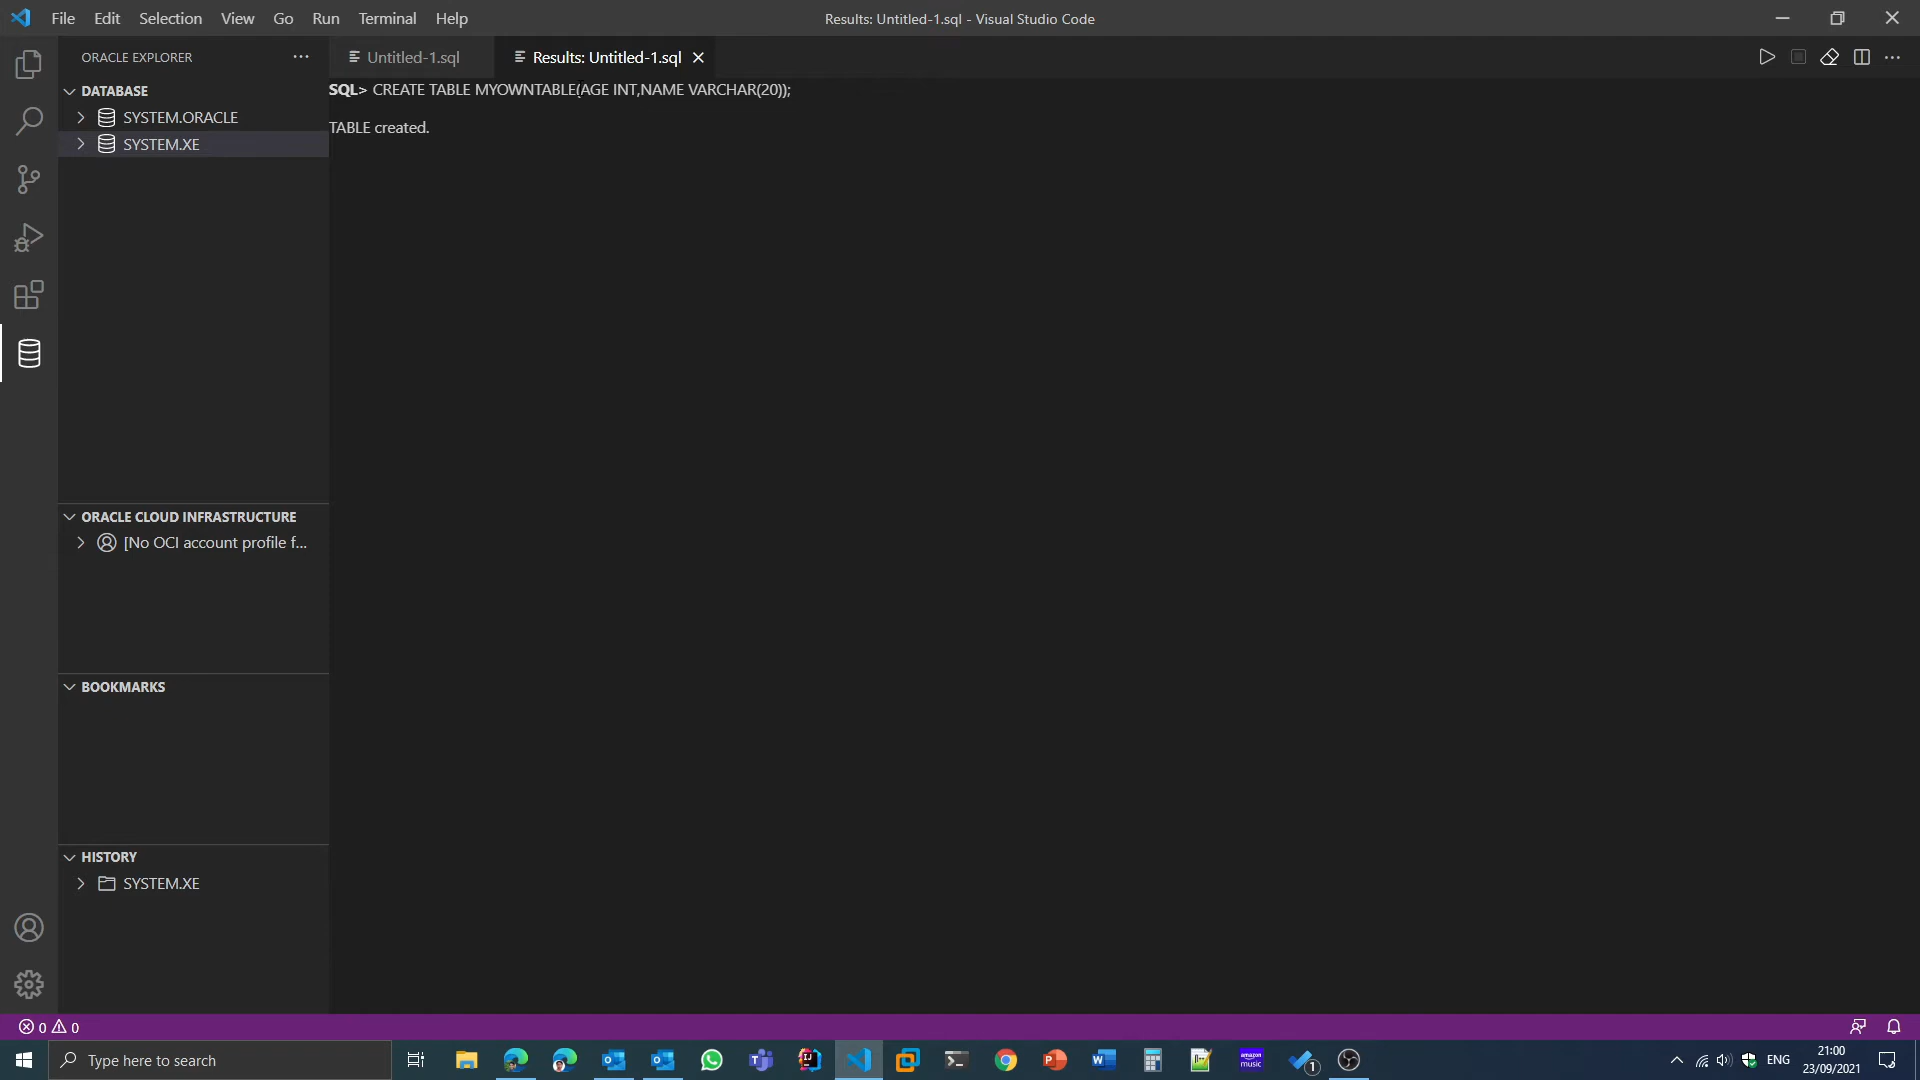 File Edit Selection View Go Run Terminal Help
Results: Untitled-1.sql - Visual Studio Code
ORACLE EXPLORER
Untitled-1.sql
Results: Untitled-1.sql
DATABASE
SYSTEM.ORACLE
SYSTEM.XE
SQL> CREATE TABLE MYOWNTABLE(AGE INT,NAME VARCHAR(20));
TABLE created.
ORACLE CLOUD INFRASTRUCTURE
[No OCI account profile f...
BOOKMARKS
HISTORY
SYSTEM.XE
0 0
Type here to search
amazon music
1
ENG
21:00
23/09/2021